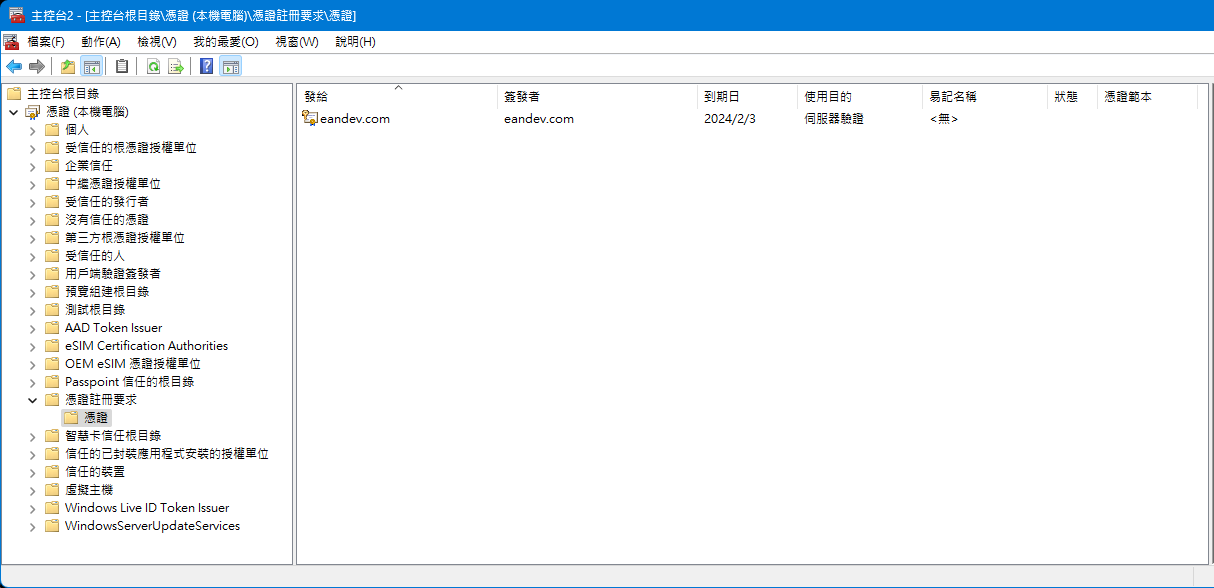 主控台2 - [主控台根目錄\憑證 (本機電腦)\憑證註冊要求\憑證]
檔案(F) 動作(A) 檢視(V) 我的最愛(O) 視窗(W) 說明(H)
主控台根目錄
憑證 (本機電腦)
個人
受信任的根憑證授權單位
企業信任
中繼憑證授權單位
受信任的發行者
沒有信任的憑證
第三方根憑證授權單位
受信任的人
用戶端驗證簽發者
預覽組建根目錄
測試根目錄
AAD Token Issuer
eSIM Certification Authorities
OEM eSIM 憑證授權單位
Passpoint 信任的根目錄
憑證註冊要求
憑證
智慧卡信任根目錄
信任的已封裝應用程式安裝的授權單位
信任的裝置
虛擬主機
Windows Live ID Token Issuer
WindowsServerUpdateServices
發給 簽發者 到期日 使用目的 易記名稱 狀態 憑證範本
eandev.com eandev.com 2024/2/3 伺服器驗證 <無>